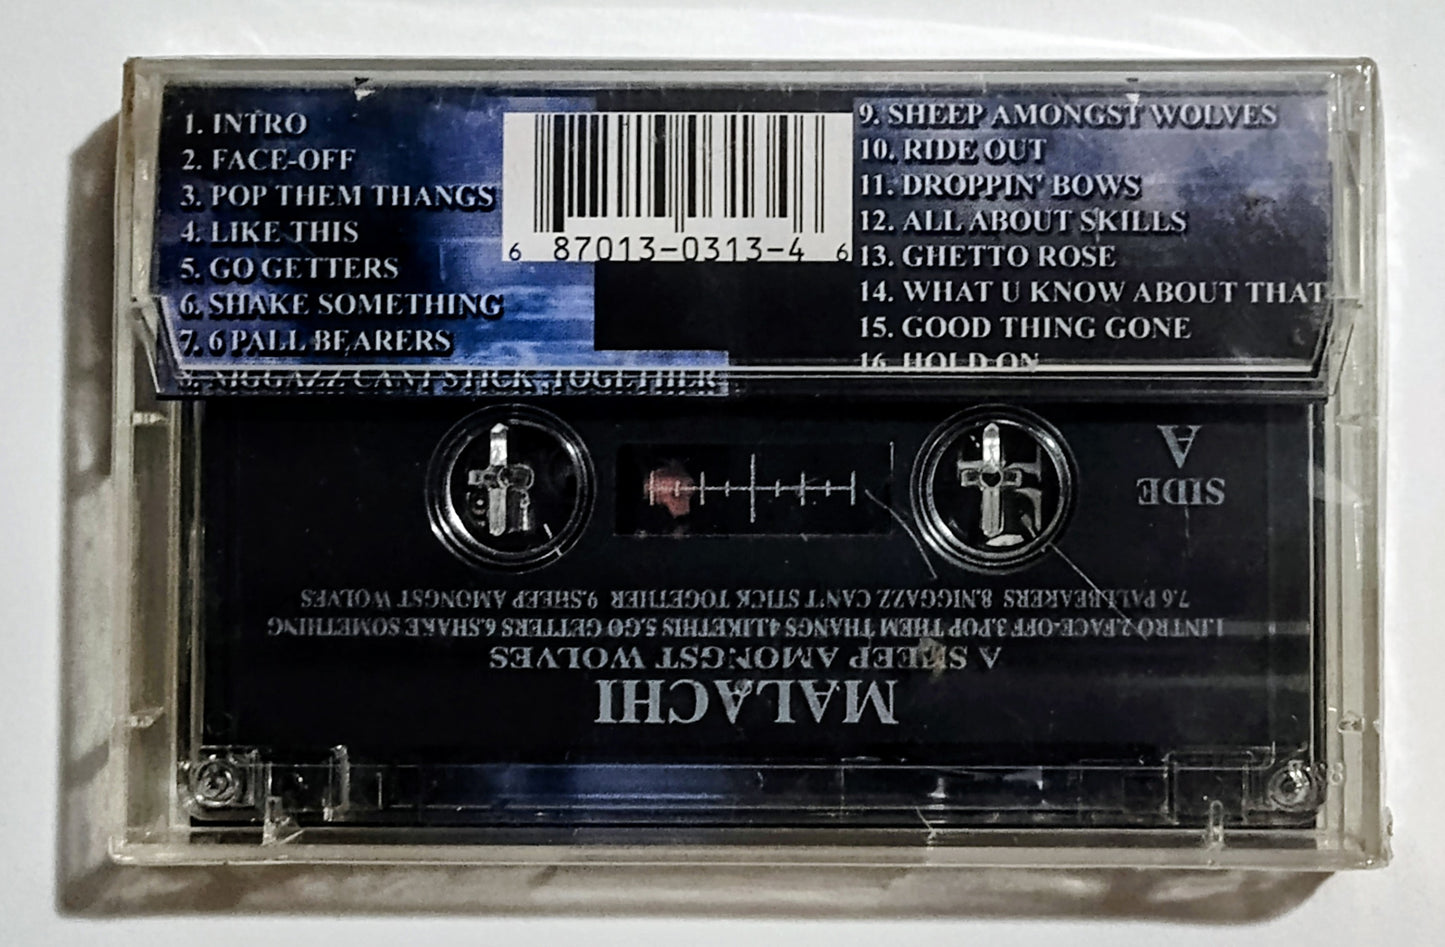 1. INTRO
2. FACE-OFF
3. POP THEM THANGS
4. LIKE THIS
5. GO GETTERS
6. SHAKE SOMETHING
7. 6 PALL BEARERS
8. NIGGAZZ CAN'T STICK TOGETHER
6 87013-0313-4 6
9. SHEEP AMONGST WOLVES
10. RIDE OUT
11. DROPPIN' BOWS
12. ALL ABOUT SKILLS
13. GHETTO ROSE
14. WHAT U KNOW ABOUT THAT
15. GOOD THING GONE
16. HOLD ON
SIDE
A
MALACHI
A SHEEP AMONGST WOLVES
1.INTRO 2.FACE-OFF 3.POP THEM THANGS 4.LIKETHIS 5.GO GETTERS 6.SHAKE SOMETHING
7.6 PALLBEARERS 8.NIGGAZZ CAN'T STICK TOGETHER 9.SHEEP AMONGST WOLVES